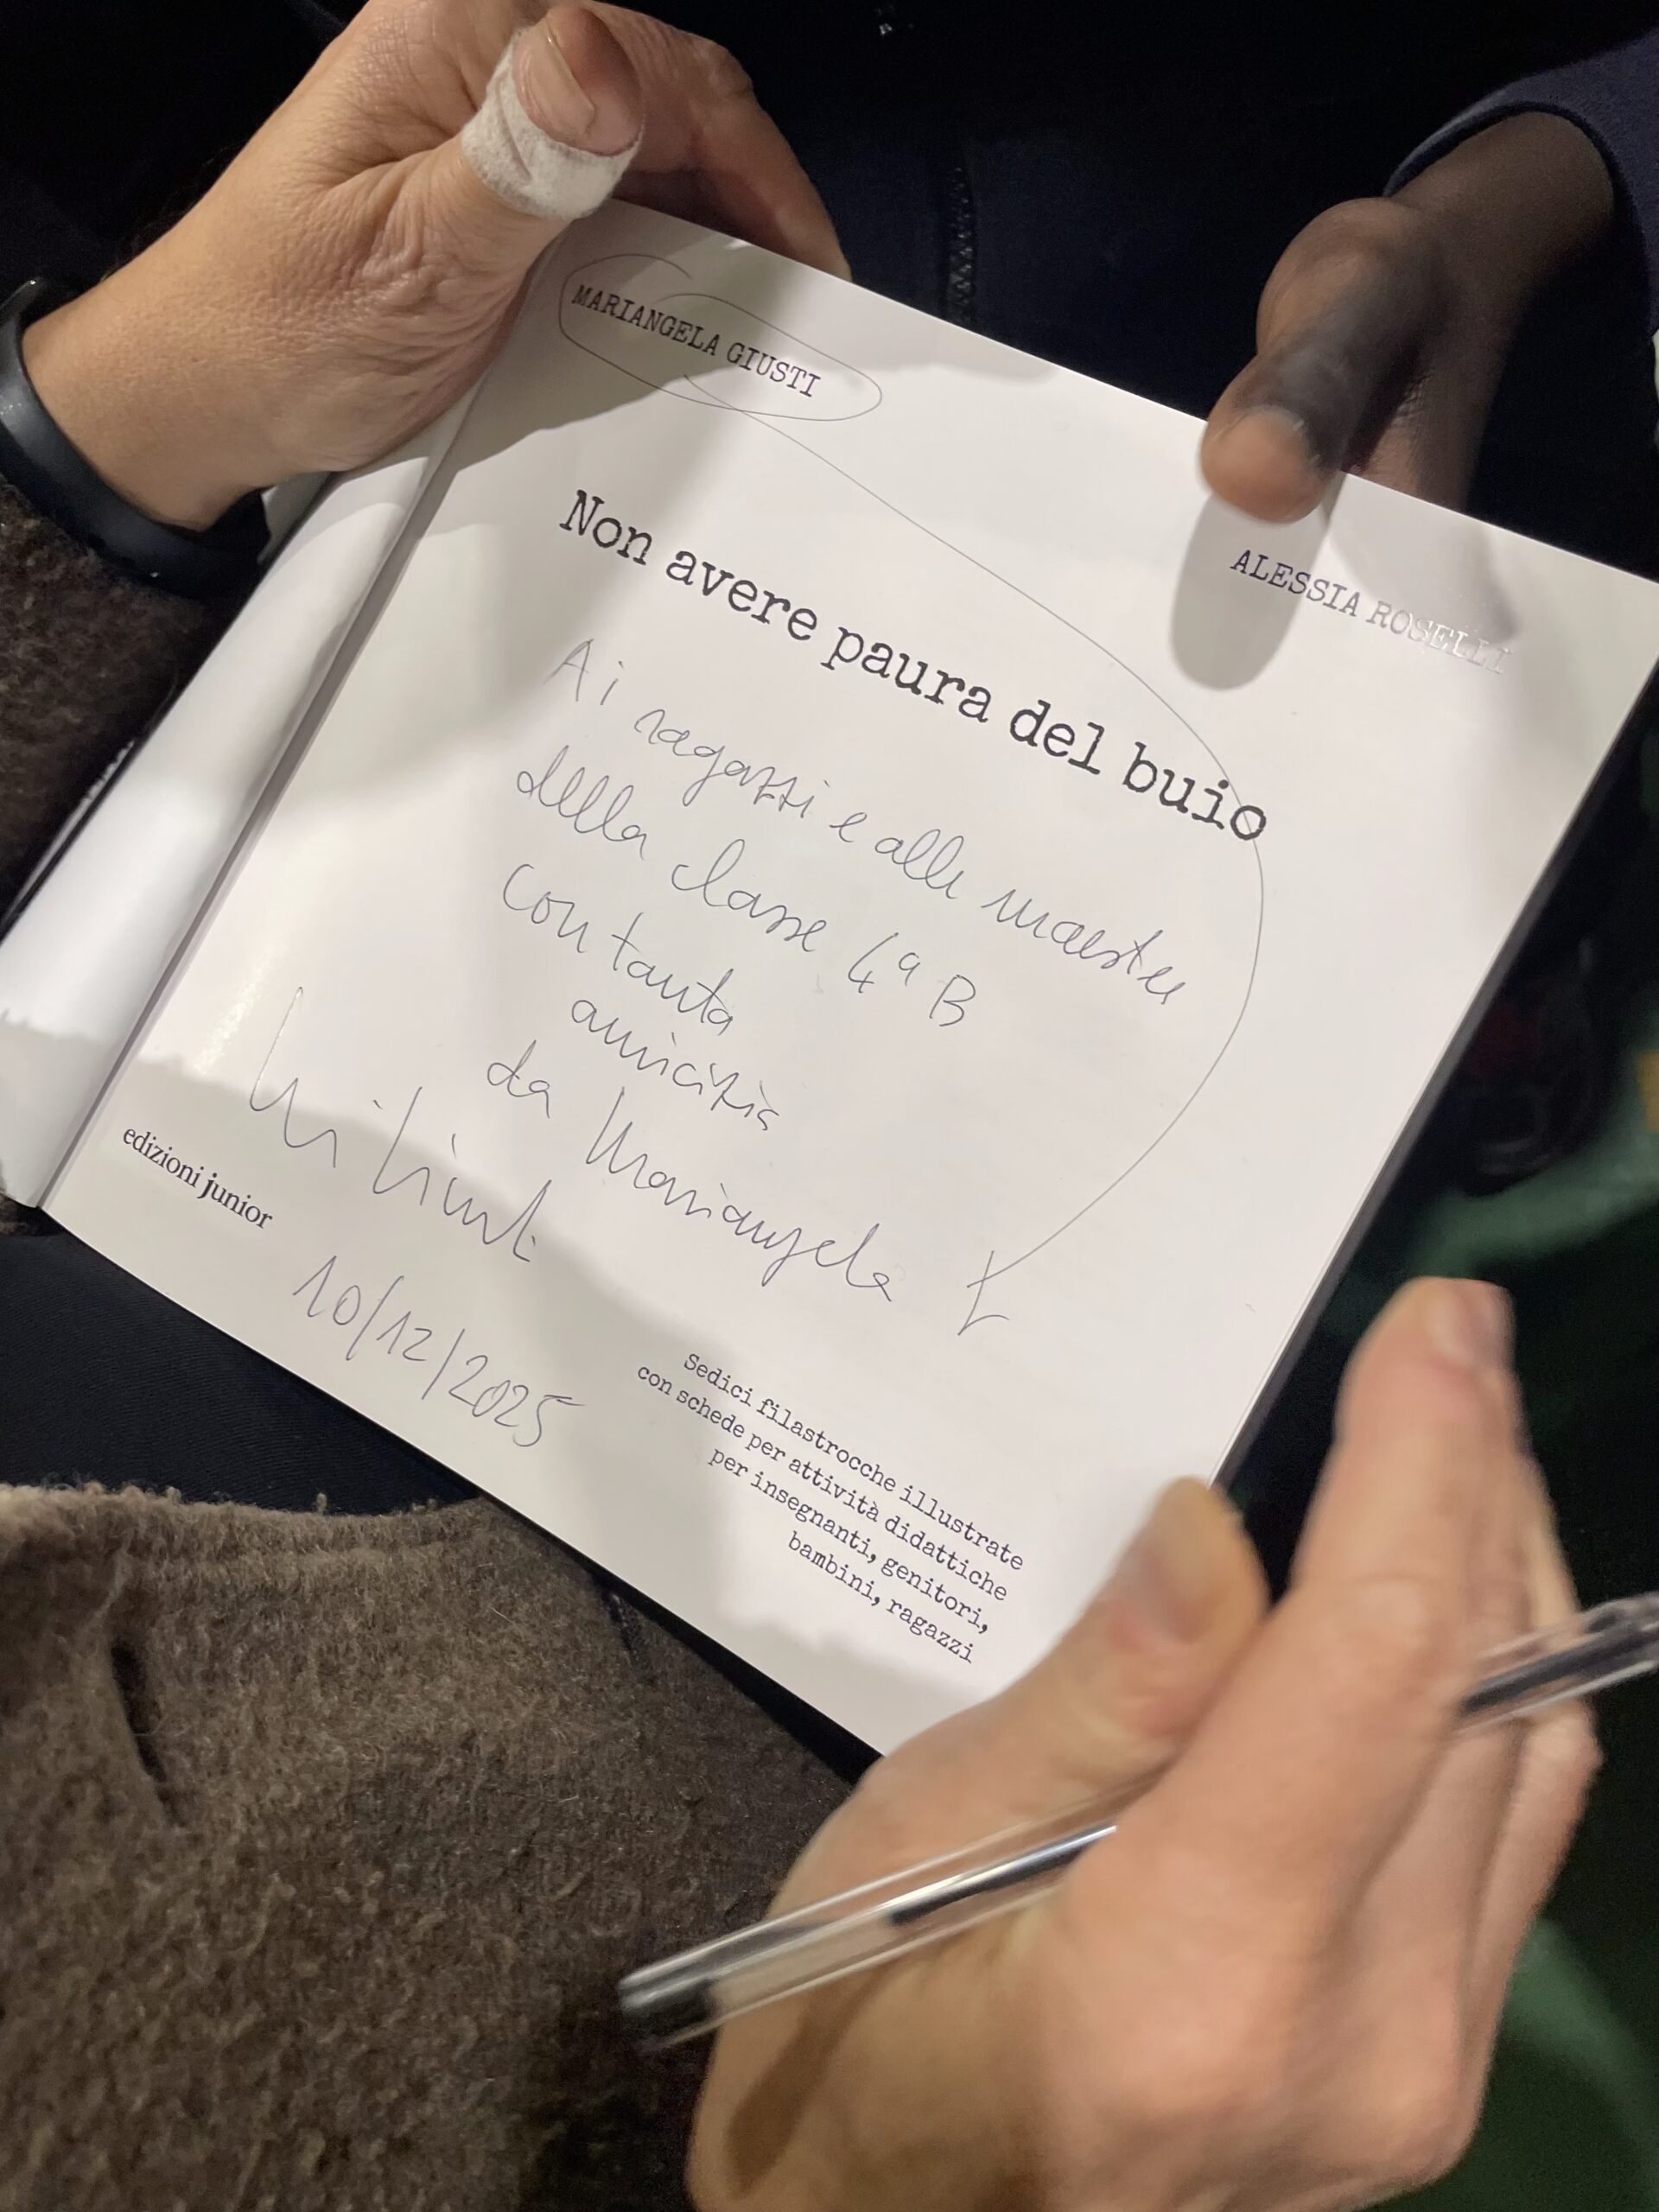 MARIANGELA GIUSTI
ALESSIA ROSELLI
Non avere paura del buio
Ai ragazzi e alle maestre
della classe 4ª B
con tanta
amicizia
da Mariangela
edizioni junior
10/12/2025
Sedici filastrocche illustrate
con schede per attività didattiche
per insegnanti, genitori,
bambini, ragazzi